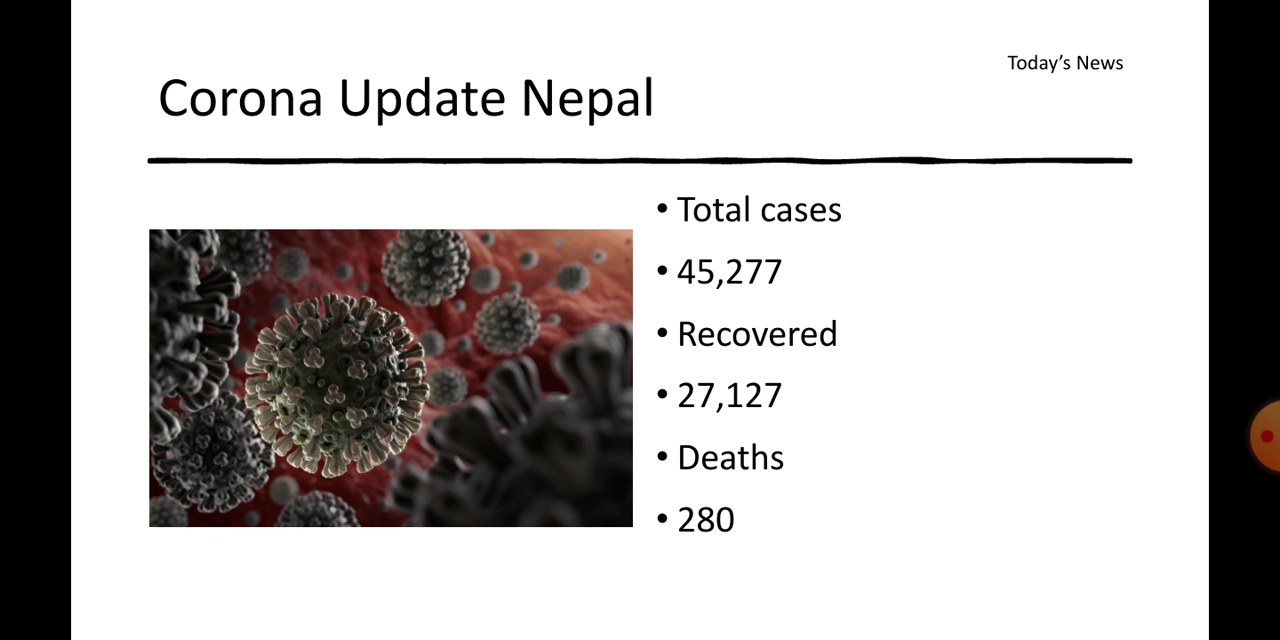 Today's News
Corona Update Nepal
• Total cases
• 45,277
• Recovered
• 27,127
• Deaths
• 280